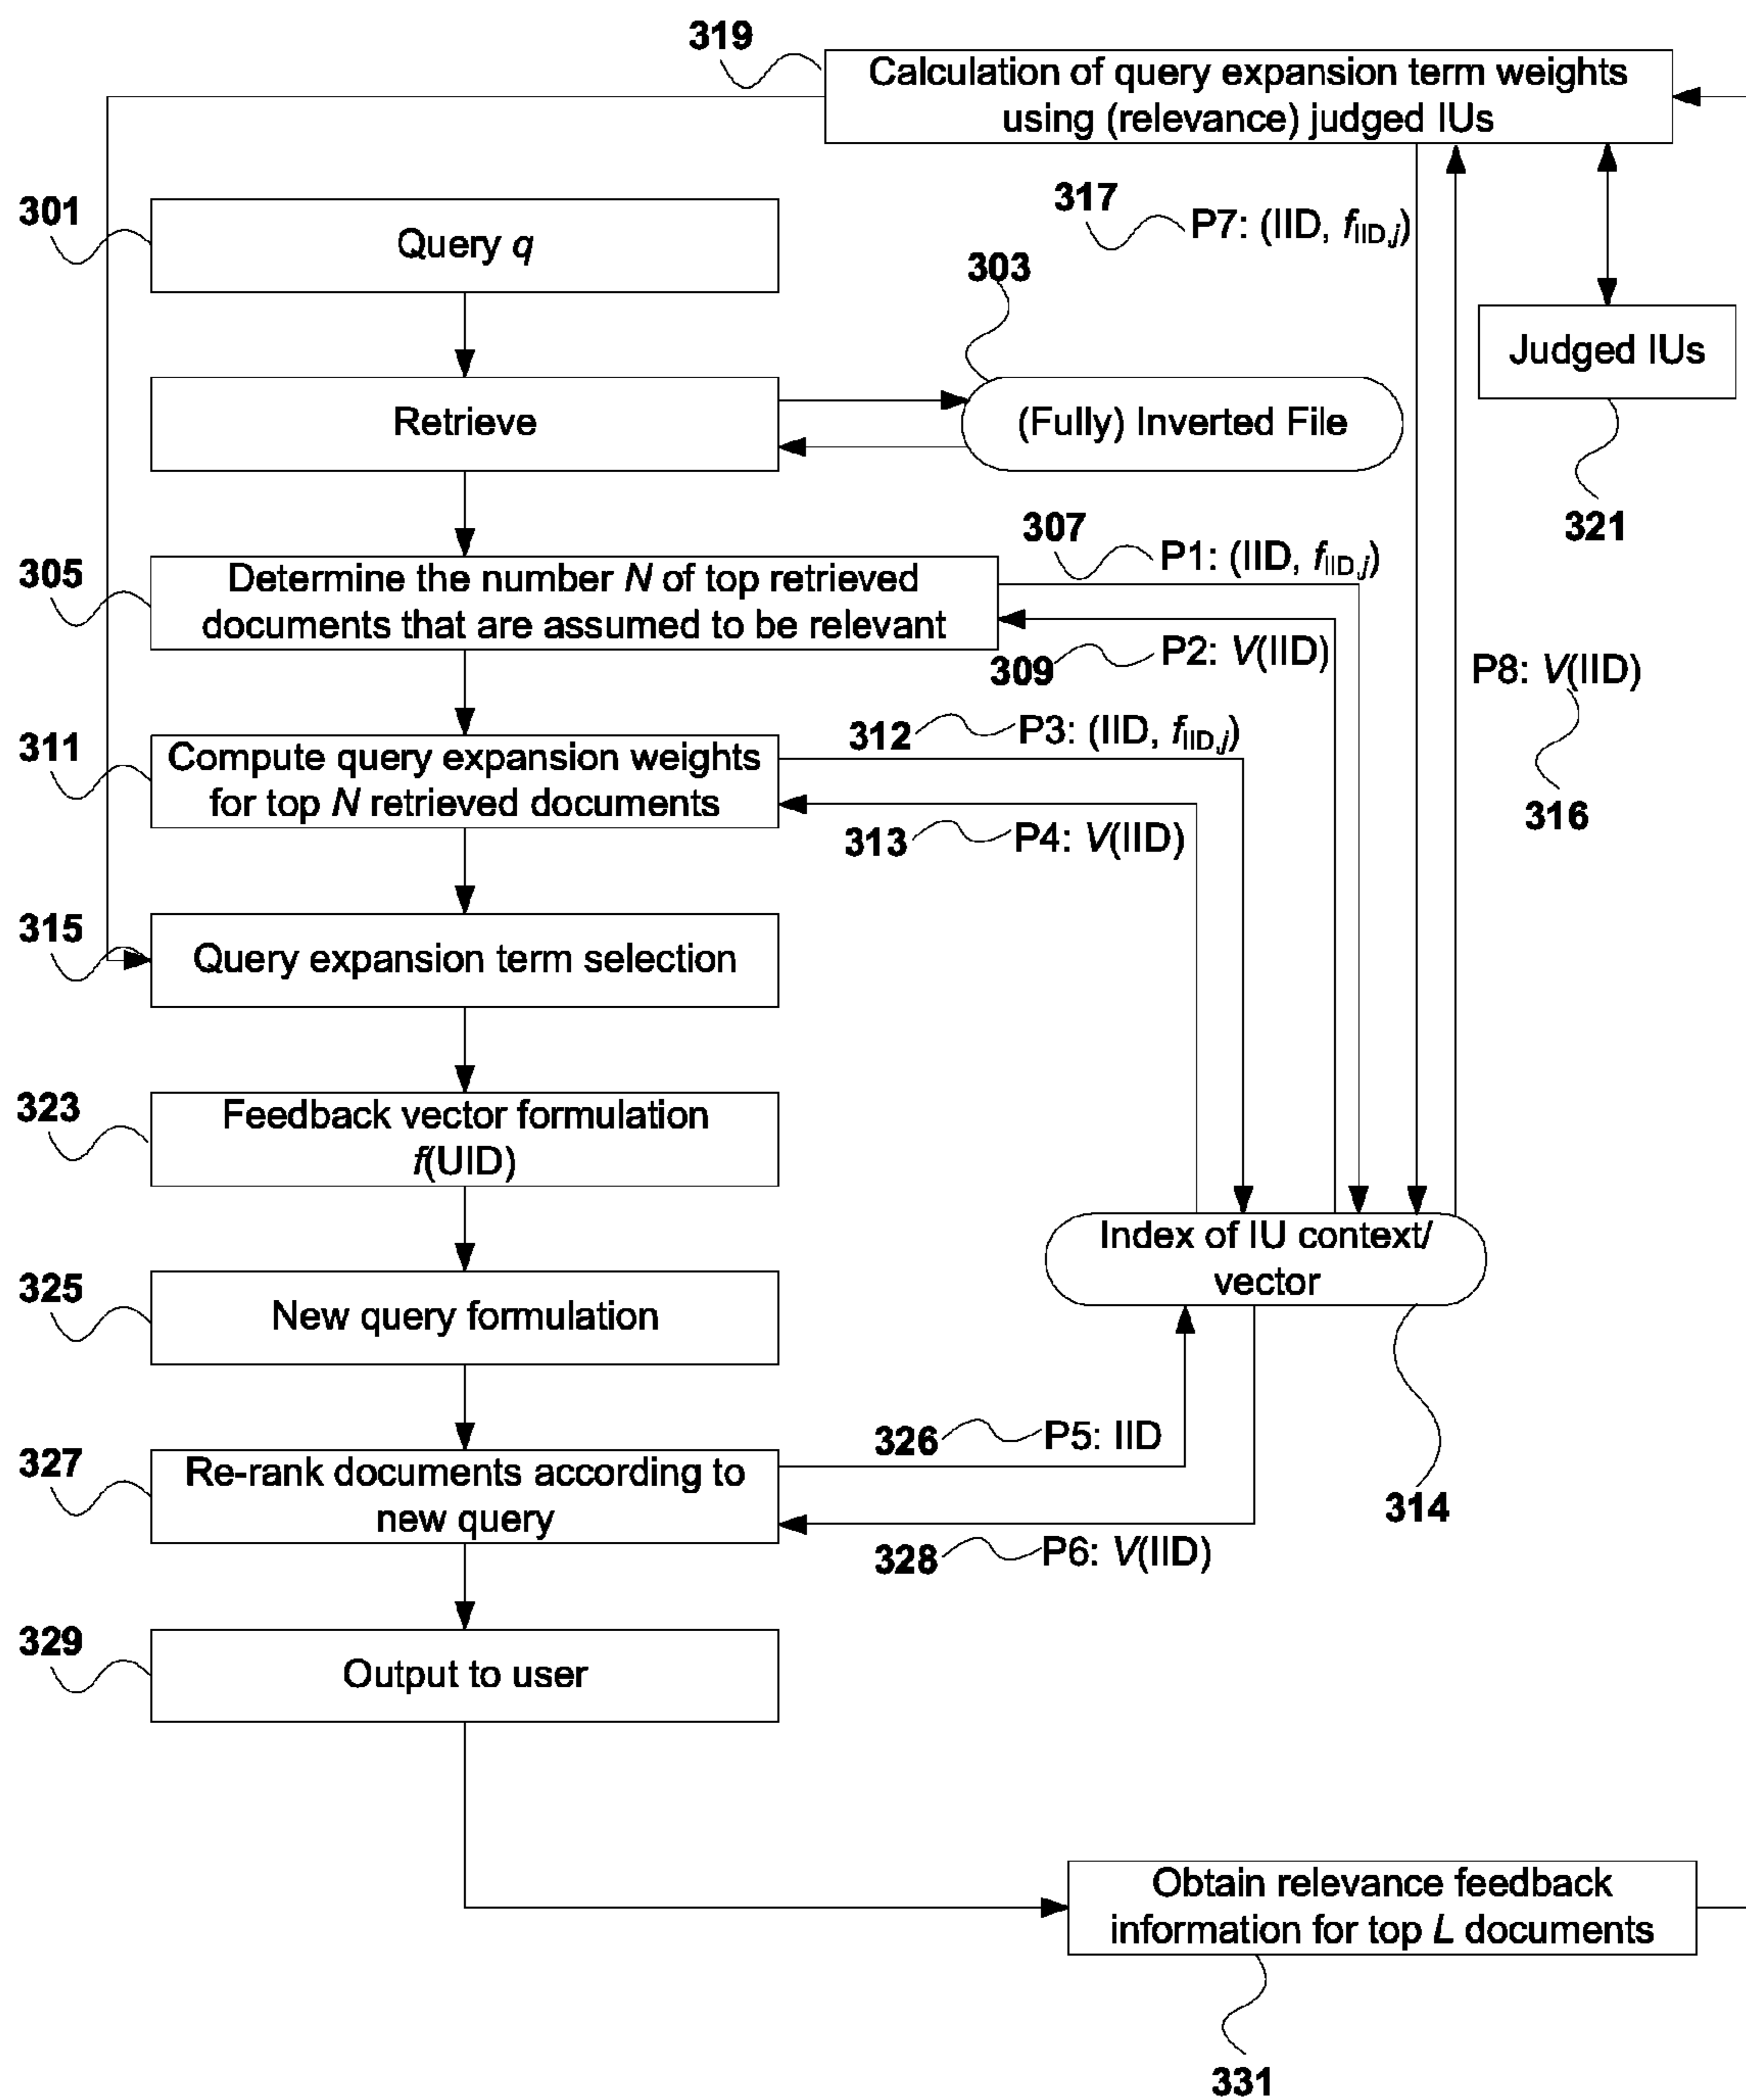 319
Calculation of query expansion term weights
using (relevance) judged IUs
301
Query q
317
P7: (IID, fIID,j)
303
Judged IUs
Retrieve
(Fully) Inverted File
321
307
P1: (IID, fIID,j)
305
Determine the number N of top retrieved
documents that are assumed to be relevant
309
P2: V(IID)
P8: V(IID)
316
312
P3: (IID, fIID,j)
311
Compute query expansion weights
for top N retrieved documents
313
P4: V(IID)
315
Query expansion term selection
323
Feedback vector formulation
f(UID)
Index of IU context/
vector
325
New query formulation
326
P5: IID
327
Re-rank documents according to
new query
314
328
P6: V(IID)
329
Output to user
Obtain relevance feedback
information for top L documents
331